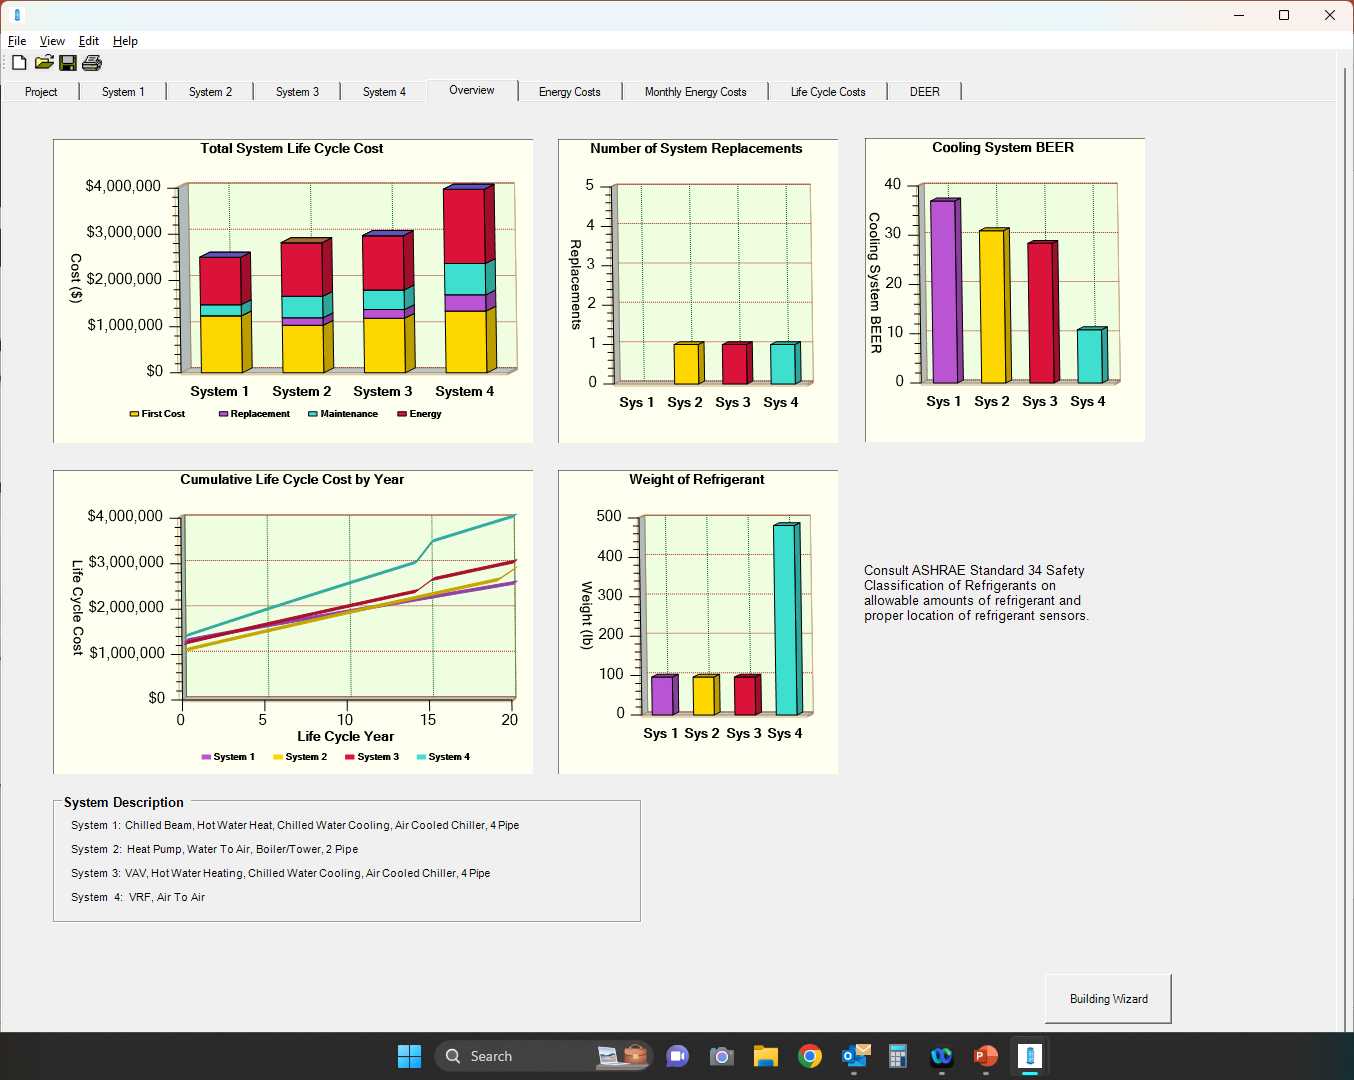 File View Edit Help
Project System 1 System 2 System 3 System 4 Overview Energy Costs Monthly Energy Costs Life Cycle Costs DEER
Total System Life Cycle Cost
Cost ($)
$4,000,000
$3,000,000
$2,000,000
$1,000,000
$0
System 1 System 2 System 3 System 4
First Cost Replacement Maintenance Energy
Number of System Replacements
Replacements
5
4
3
2
1
0
Sys 1 Sys 2 Sys 3 Sys 4
Cooling System BEER
Cooling System BEER
40
30
20
10
0
Sys 1 Sys 2 Sys 3 Sys 4
Cumulative Life Cycle Cost by Year
Life Cycle Cost
$4,000,000
$3,000,000
$2,000,000
$1,000,000
$0
0 5 10 15 20
Life Cycle Year
System 1 System 2 System 3 System 4
Weight of Refrigerant
Weight (lb)
500
400
300
200
100
0
Sys 1 Sys 2 Sys 3 Sys 4
Consult ASHRAE Standard 34 Safety
Classification of Refrigerants on
allowable amounts of refrigerant and
proper location of refrigerant sensors.
System Description
System 1: Chilled Beam, Hot Water Heat, Chilled Water Cooling, Air Cooled Chiller, 4 Pipe
System 2: Heat Pump, Water To Air, Boiler/Tower, 2 Pipe
System 3: VAV, Hot Water Heating, Chilled Water Cooling, Air Cooled Chiller, 4 Pipe
System 4: VRF, Air To Air
Building Wizard
Search